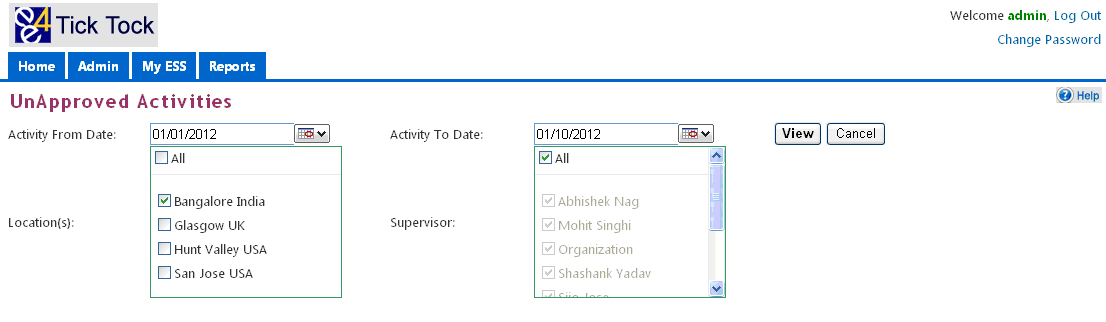 e4e Tick Tock
Welcome admin, Log Out
Change Password
Home Admin My ESS Reports
UnApproved Activities
Help
Activity From Date: 01/01/2012 Activity To Date: 01/10/2012 View Cancel
Location(s):
All
Bangalore India
Glasgow UK
Hunt Valley USA
San Jose USA
Supervisor:
All
Abhishek Nag
Mohit Singhi
Organization
Shashank Yadav